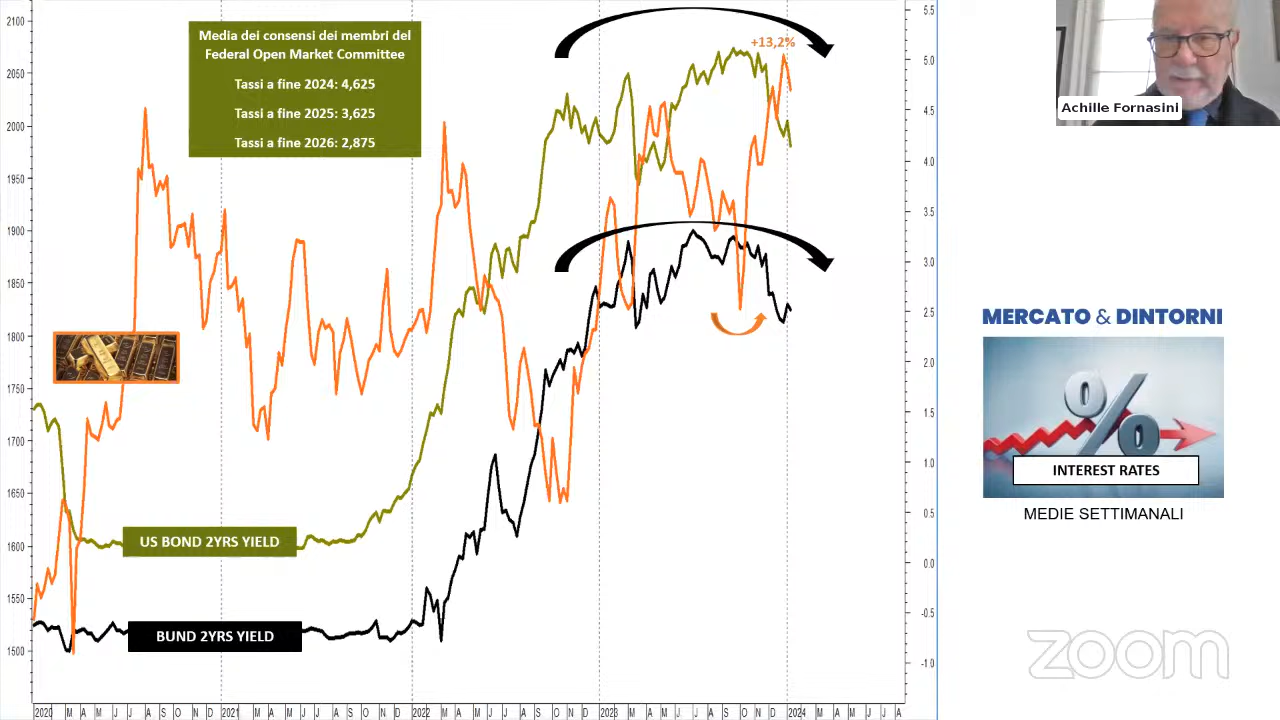 Media dei consensi dei membri del
Federal Open Market Committee
Tassi a fine 2024: 4,625
Tassi a fine 2025: 3,625
Tassi a fine 2026: 2,875
+13,2%
Achille Fornasini
2100
2050
2000
1950
1900
1850
1800
1750
1700
1650
1600
1550
1500
5.5
5.0
4.5
4.0
3.5
3.0
2.5
2.0
1.5
1.0
0.5
0.0
-0.5
-1.0
US BOND 2YRS YIELD
BUND 2YRS YIELD
MERCATO & DINTORNI
%
INTEREST RATES
MEDIE SETTIMANALI
zoom
2020 M A M J J A S O N D 2021 M A M J J A S O N D 2022 M A M J J A S O N D 2023 M A M J J A S O N D 2024 M A M J J A